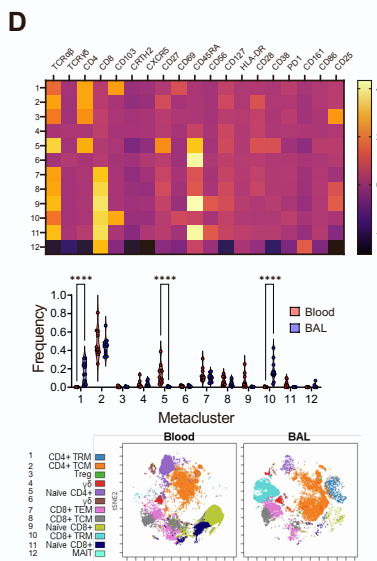 D
TCRαβ TCRγδ CD4 CD8 CD103 CRTH2 CXCR5 CD27 CD69 CD45RA CD56 CD127 HLA-DR CD28 CD38 PD1 CD161 CD86 CD25
1
2
3
4
5
6
7
8
9
10
11
12
**** **** ****
Frequency
1.0
0.8
0.6
0.4
0.2
0.0
Blood
BAL
1 2 3 4 5 6 7 8 9 10 11 12
Metacluster
Blood BAL
1 CD4+ TRM
2 CD4+ TCM
3 Treg
4 γδ
5 Naïve CD4+
6 γδ
7 CD8+ TEM
8 CD8+ TCM
9 Naïve CD8+
10 CD8+ TRM
11 Naïve CD8+
12 MAIT
tSNE2